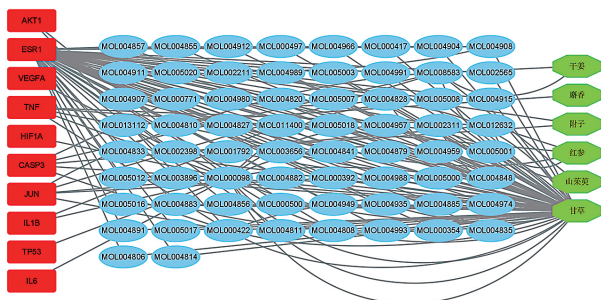 AKT1
ESR1
VEGFA
TNF
HIF1A
CASP3
JUN
IL1B
TP53
IL6
MOL004857 MOL004855 MOL004912 MOL000497 MOL004966 MOL000417 MOL004904 MOL004908
MOL004911 MOL005020 MOL002211 MOL004989 MOL005003 MOL004991 MOL008583 MOL002565
MOL004907 MOL000771 MOL004980 MOL004820 MOL005007 MOL004828 MOL005008 MOL004915
MOL013112 MOL004810 MOL004827 MOL011400 MOL005018 MOL004957 MOL002311 MOL012632
MOL004833 MOL002398 MOL001792 MOL003656 MOL004841 MOL004879 MOL004959 MOL005001
MOL005012 MOL003896 MOL000098 MOL004882 MOL000392 MOL004988 MOL005000 MOL004848
MOL005016 MOL004883 MOL004856 MOL000500 MOL004949 MOL004935 MOL004885 MOL004974
MOL004891 MOL005017 MOL000422 MOL004811 MOL004808 MOL004993 MOL000354 MOL004835
MOL004806 MOL004814
干姜
麝香
附子
红参
山茱萸
甘草